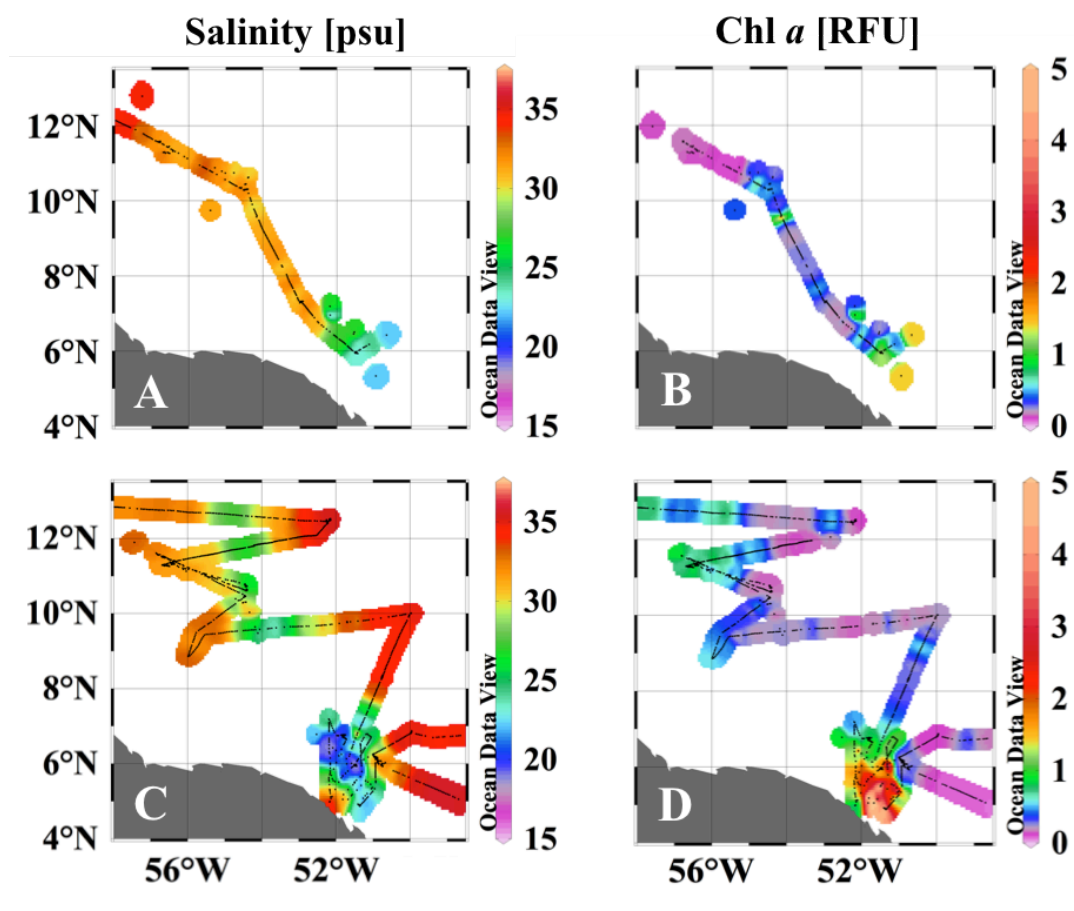 Salinity [psu]
Chl a [RFU]
12°N
10°N
8°N
6°N
4°N
A
35
30
25
20
15
Ocean Data View
B
5
4
3
2
1
0
Ocean Data View
12°N
10°N
8°N
6°N
4°N
C
56°W
52°W
35
30
25
20
15
Ocean Data View
D
56°W
52°W
5
4
3
2
1
0
Ocean Data View